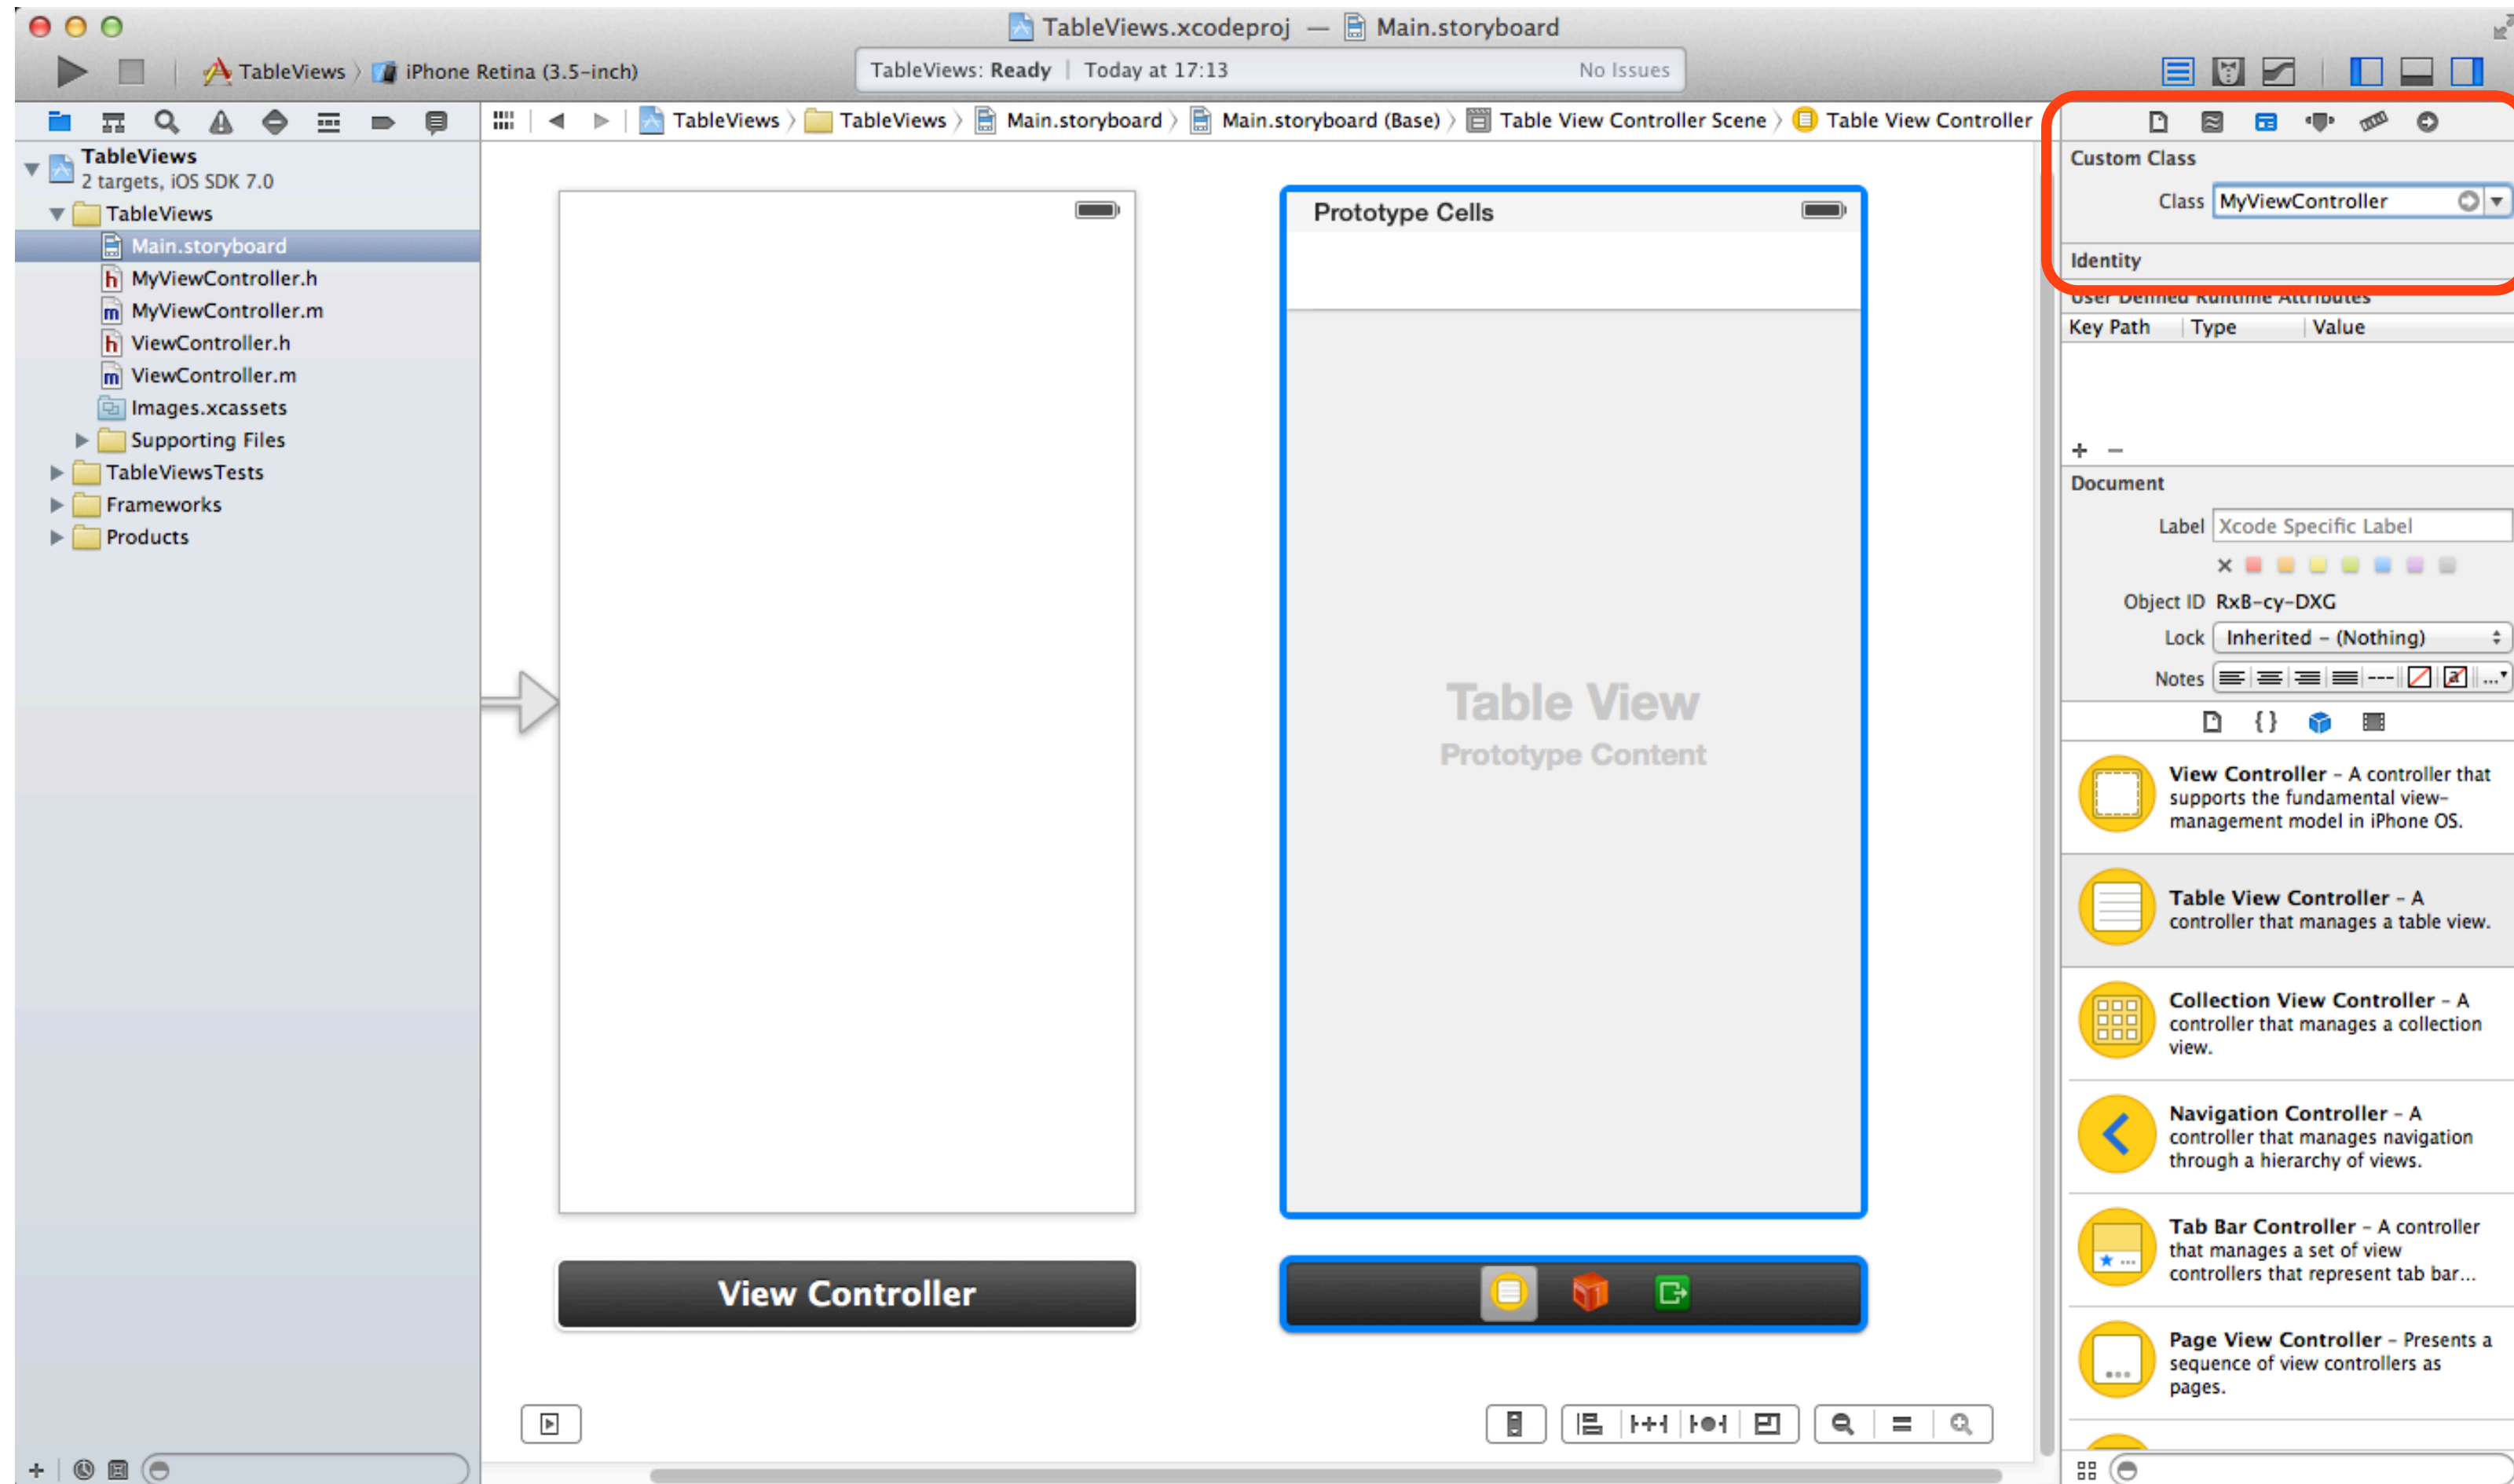 TableViews.xcodeproj — Main.storyboard
TableViews 〉 iPhone Retina (3.5-inch)
TableViews: Ready | Today at 17:13
No Issues
TableViews 〉 TableViews 〉 Main.storyboard 〉 Main.storyboard (Base) 〉 Table View Controller Scene 〉 Table View Controller
TableViews
2 targets, iOS SDK 7.0
TableViews
Main.storyboard
h MyViewController.h
m MyViewController.m
h ViewController.h
m ViewController.m
Images.xcassets
Supporting Files
TableViewsTests
Frameworks
Products
Prototype Cells
Table View
Prototype Content
View Controller
Custom Class
Class MyViewController
Identity
User Defined Runtime Attributes
Key Path Type Value
+ −
Document
Label Xcode Specific Label
Object ID RxB-cy-DXG
Lock Inherited - (Nothing)
Notes
View Controller - A controller that
supports the fundamental view-
management model in iPhone OS.
Table View Controller - A
controller that manages a table view.
Collection View Controller - A
controller that manages a collection
view.
Navigation Controller - A
controller that manages navigation
through a hierarchy of views.
Tab Bar Controller - A controller
that manages a set of view
controllers that represent tab bar...
Page View Controller - Presents a
sequence of view controllers as
pages.